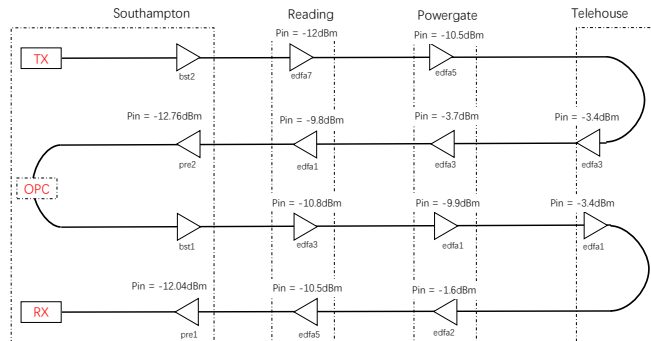 Southampton Reading Powergate Telehouse
Pin = -12dBm Pin = -10.5dBm
TX
bst2 edfa7 edfa5
Pin = -12.76dBm Pin = -9.8dBm Pin = -3.7dBm Pin = -3.4dBm
pre2 edfa1 edfa3 edfa3
OPC
Pin = -10.8dBm Pin = -9.9dBm Pin = -3.4dBm
bst1 edfa3 edfa1 edfa1
Pin = -12.04dBm Pin = -10.5dBm Pin = -1.6dBm
RX
pre1 edfa5 edfa2